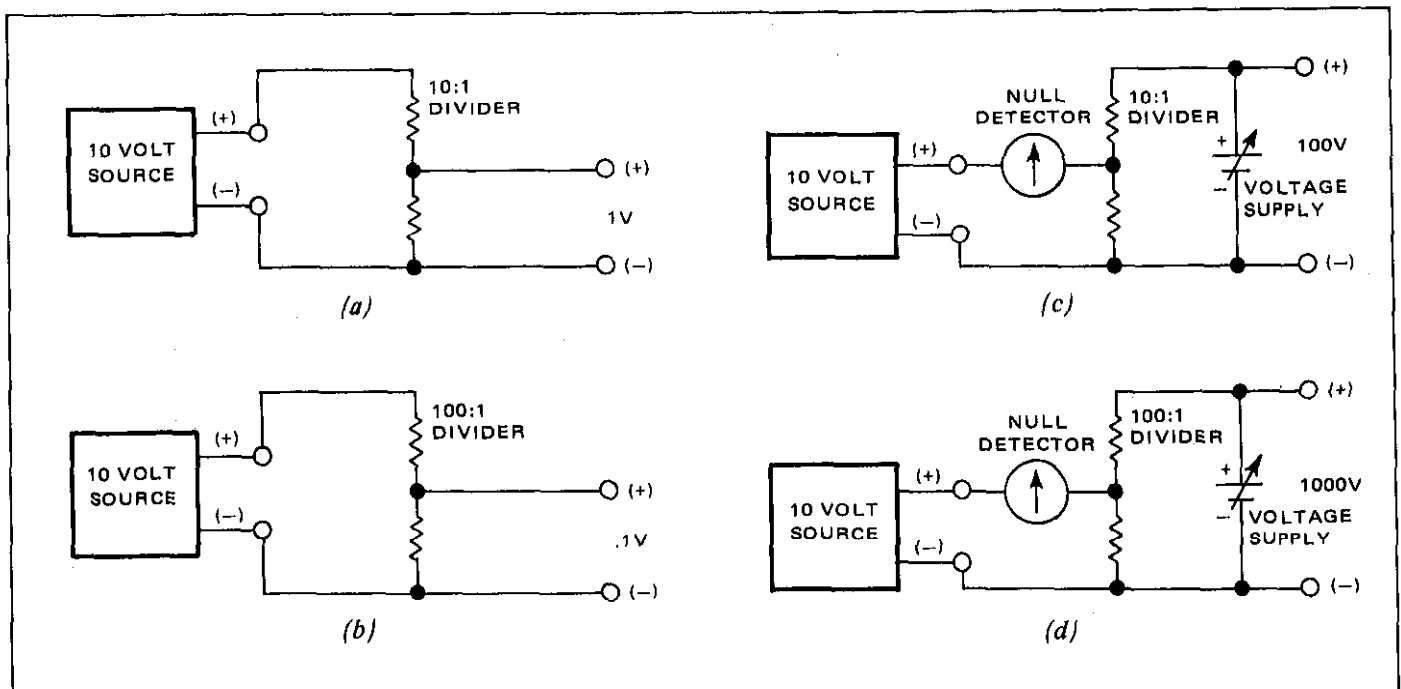 10 VOLT
SOURCE
(+)
(−)
10:1
DIVIDER
(+)
1V
(−)
(a)
10 VOLT
SOURCE
(+)
(−)
100:1
DIVIDER
(+)
.1V
(−)
(b)
10 VOLT
SOURCE
(+)
(−)
NULL
DETECTOR
10:1
DIVIDER
+
−
100V
VOLTAGE
SUPPLY
(+)
(−)
(c)
10 VOLT
SOURCE
(+)
(−)
NULL
DETECTOR
100:1
DIVIDER
+
−
1000V
VOLTAGE
SUPPLY
(+)
(−)
(d)